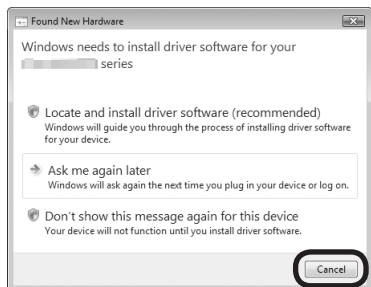 Found New Hardware
Windows needs to install driver software for your
series
Locate and install driver software (recommended)
Windows will guide you through the process of installing driver software
for your device.
Ask me again later
Windows will ask again the next time you plug in your device or log on.
Don't show this message again for this device
Your device will not function until you install driver software.
Cancel